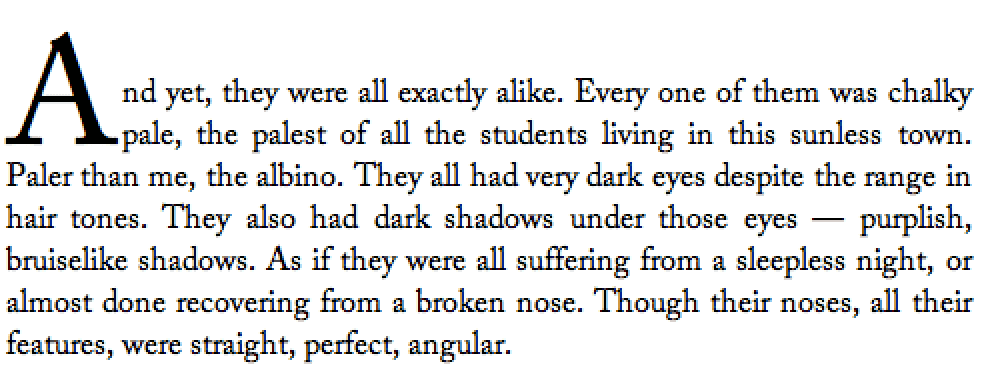 And yet, they were all exactly alike. Every one of them was chalky
pale, the palest of all the students living in this sunless town.
Paler than me, the albino. They all had very dark eyes despite the range in
hair tones. They also had dark shadows under those eyes — purplish,
bruiselike shadows. As if they were all suffering from a sleepless night, or
almost done recovering from a broken nose. Though their noses, all their
features, were straight, perfect, angular.